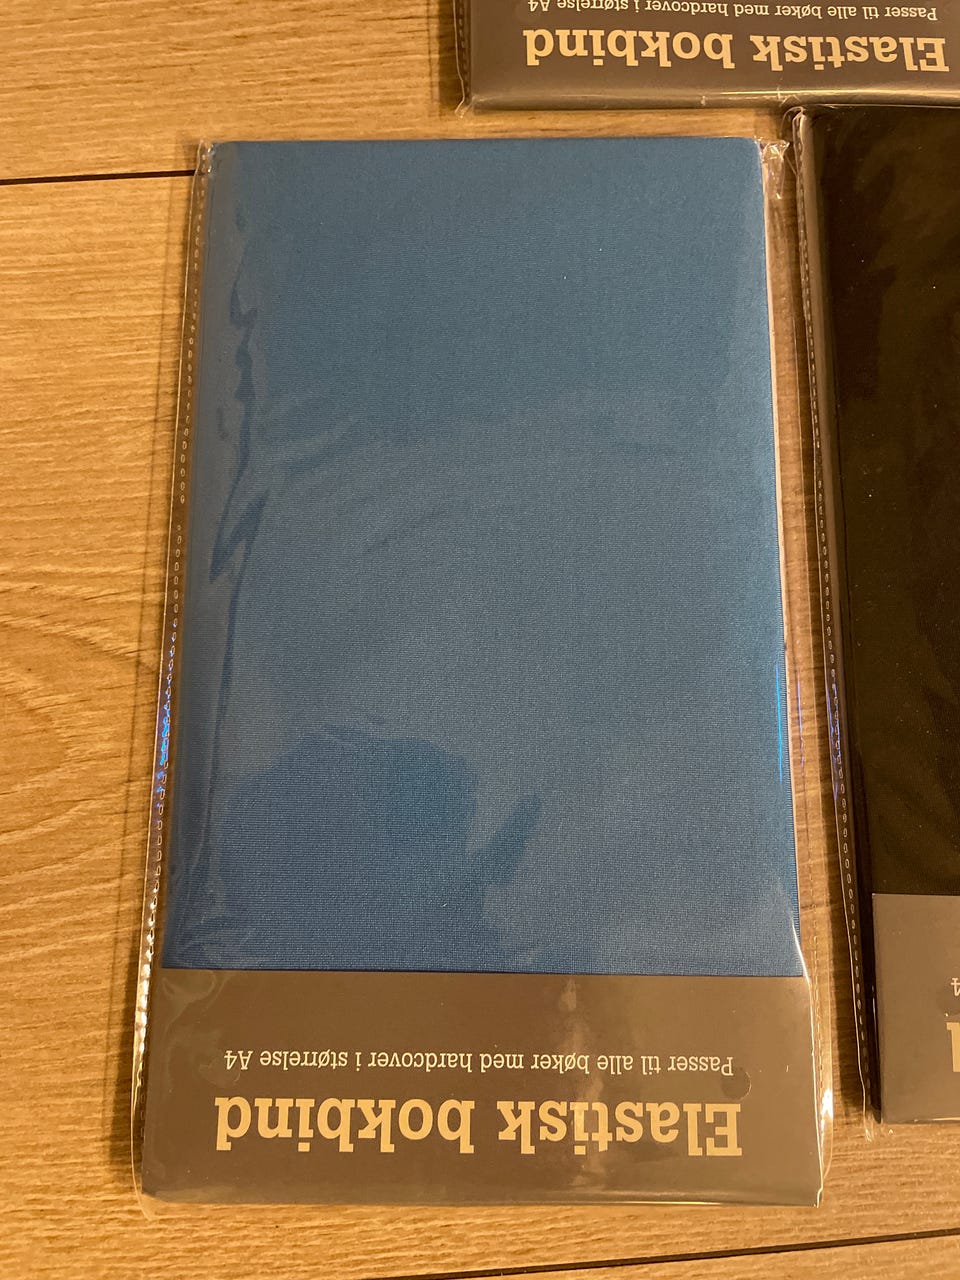 Elastisk bokbind
Passer til alle bøker med hardcover i størrelse A4
Elastisk bokbind
Passer til alle bøker med hardcover i størrelse A4